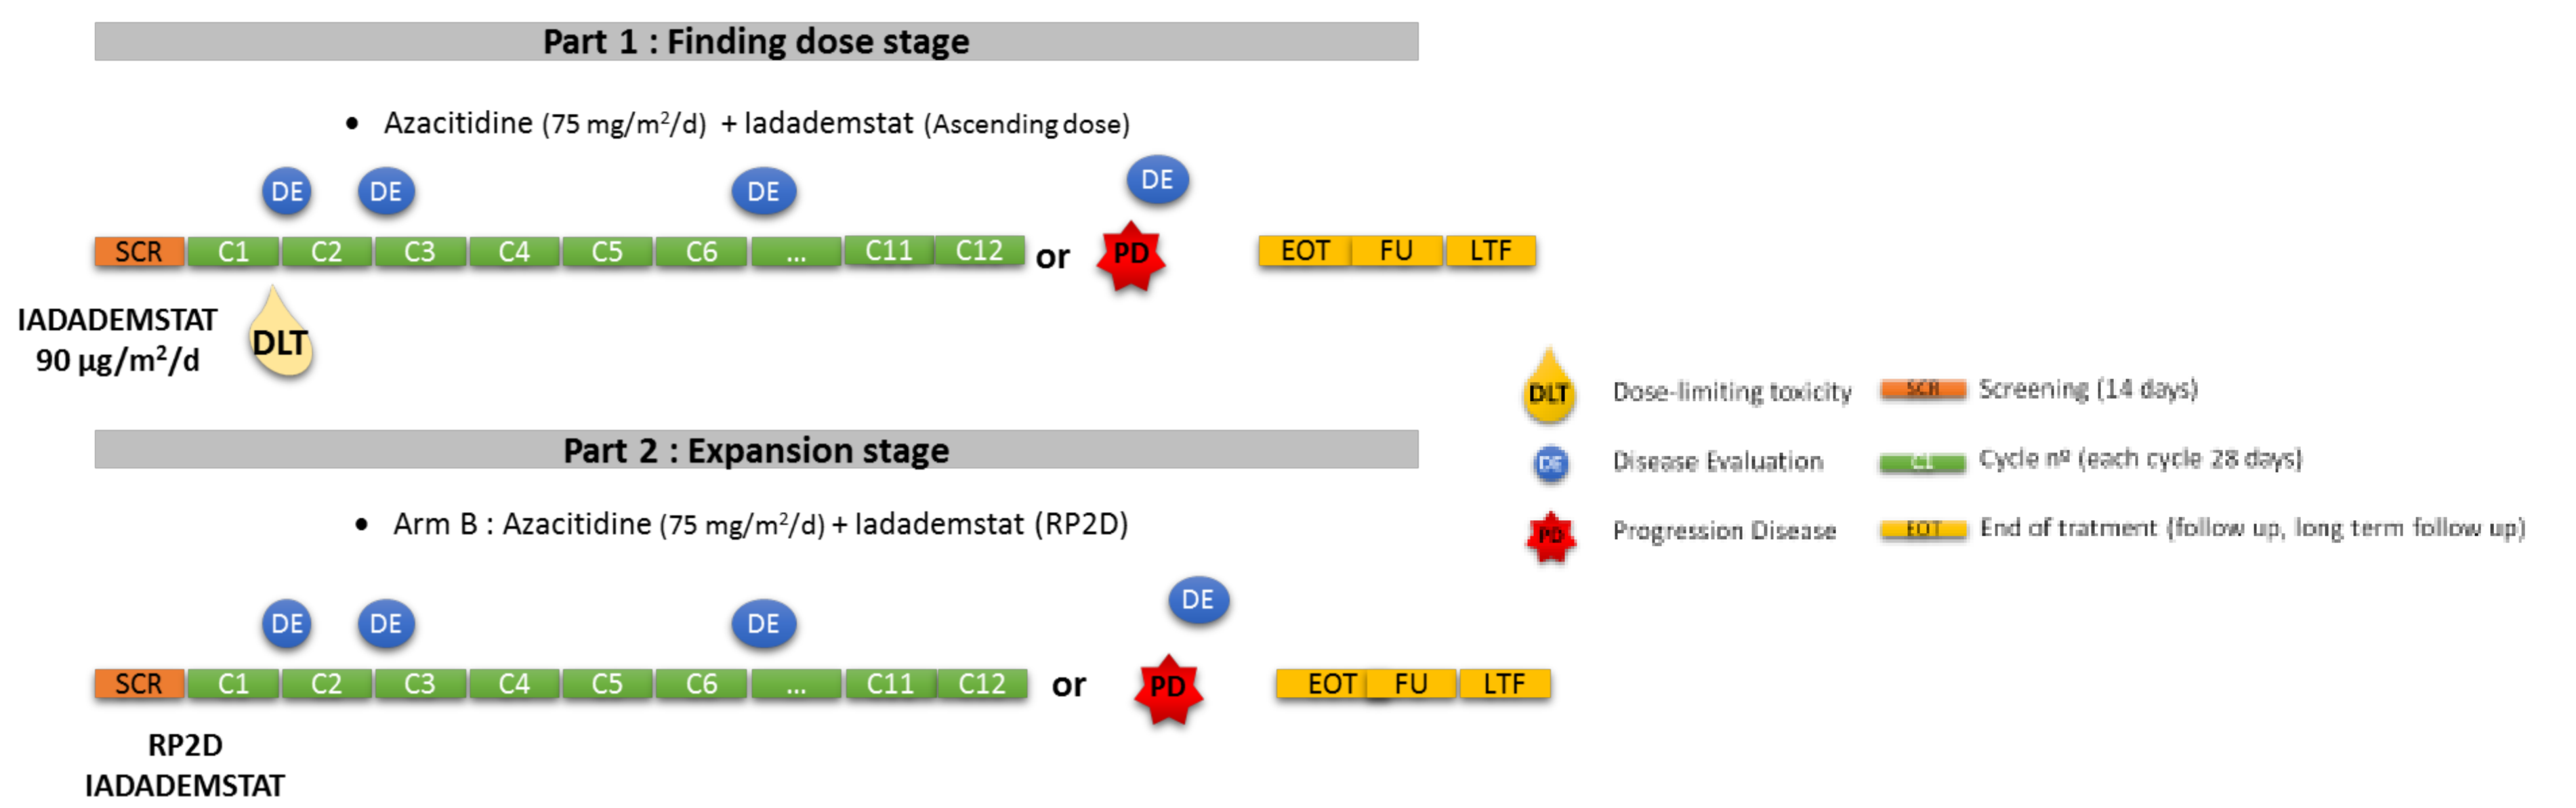 Part 1 : Finding dose stage
• Azacitidine (75 mg/m²/d) + Iadademstat (Ascending dose)
DE DE DE DE
SCR C1 C2 C3 C4 C5 C6 ... C11 C12 or PD EOT FU LTF
IADADEMSTAT
90 µg/m²/d
DLT
DLT Dose-limiting toxicity SCR Screening (14 days)
DE Disease Evaluation C1 Cycle nº (each cycle 28 days)
PD Progression Disease EOT End of tratment (follow up, long term follow up)
Part 2 : Expansion stage
• Arm B : Azacitidine (75 mg/m²/d) + Iadademstat (RP2D)
DE DE DE DE
SCR C1 C2 C3 C4 C5 C6 ... C11 C12 or PD EOT FU LTF
RP2D
IADADEMSTAT